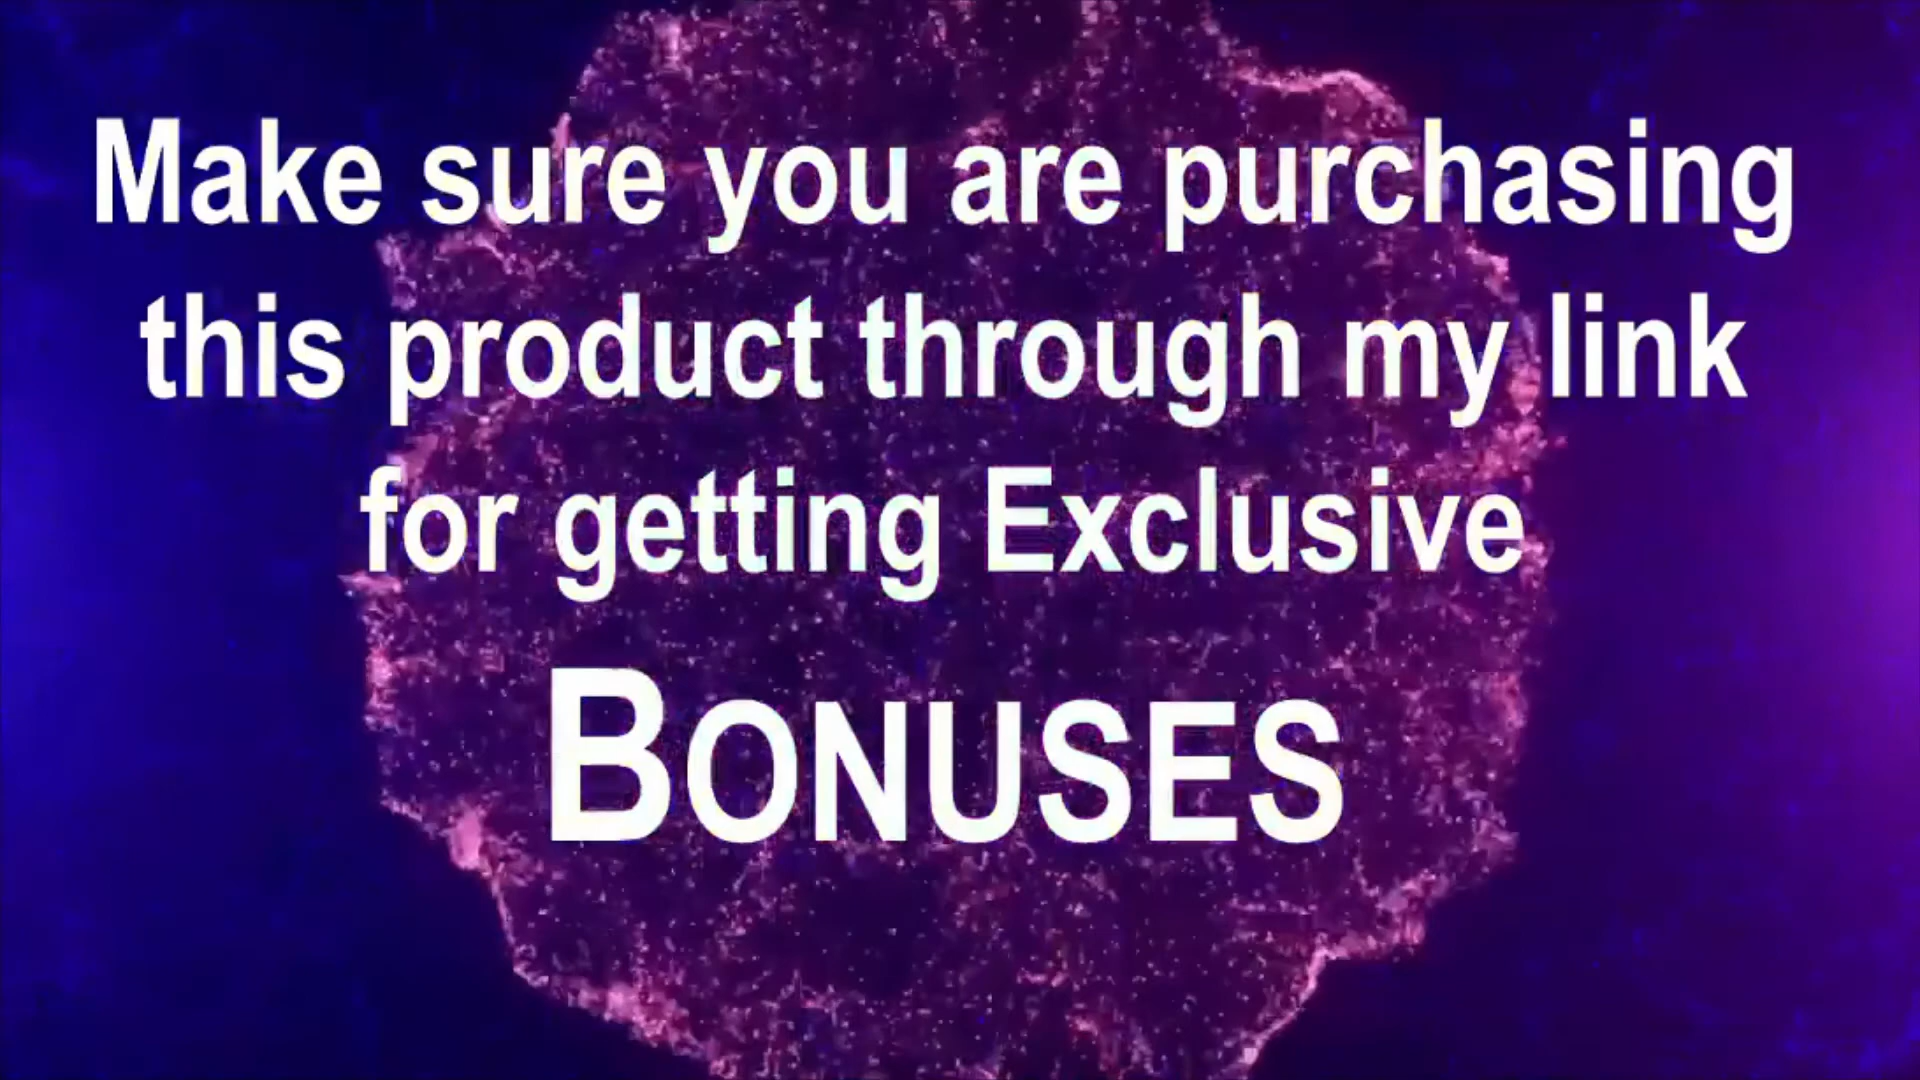 Make sure you are purchasing
this product through my link
for getting Exclusive
BONUSES